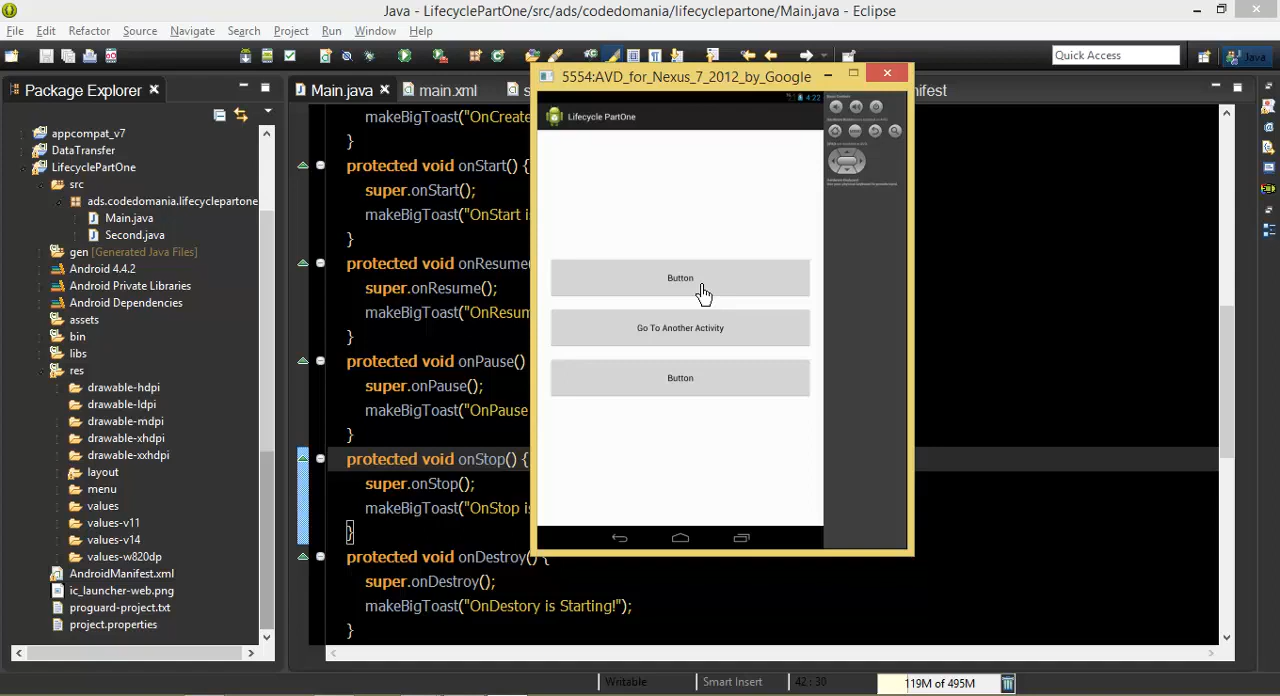 Java - LifecyclePartOne/src/ads/codedomania/lifecyclepartone/Main.java - Eclipse
File Edit Refactor Source Navigate Search Project Run Window Help
Quick Access
Java
Package Explorer
Main.java
main.xml
s
nifest
5554:AVD_for_Nexus_7_2012_by_Google
4:22
Lifecycle PartOne
Button
Go To Another Activity
Button
appcompat_v7
DataTransfer
LifecyclePartOne
src
ads.codedomania.lifecyclepartone
Main.java
Second.java
gen [Generated Java Files]
Android 4.4.2
Android Private Libraries
Android Dependencies
assets
bin
libs
res
drawable-hdpi
drawable-ldpi
drawable-mdpi
drawable-xhdpi
drawable-xxhdpi
layout
menu
values
values-v11
values-v14
values-w820dp
AndroidManifest.xml
ic_launcher-web.png
proguard-project.txt
project.properties
makeBigToast("OnCreate
}
protected void onStart() {
super.onStart();
makeBigToast("OnStart i
}
protected void onResume
super.onResume();
makeBigToast("OnResum
}
protected void onPause()
super.onPause();
makeBigToast("OnPause
}
protected void onStop() {
super.onStop();
makeBigToast("OnStop is
}
protected void onDestroy() {
super.onDestroy();
makeBigToast("OnDestory is Starting!");
}
Writable
Smart Insert
42 : 30
119M of 495M